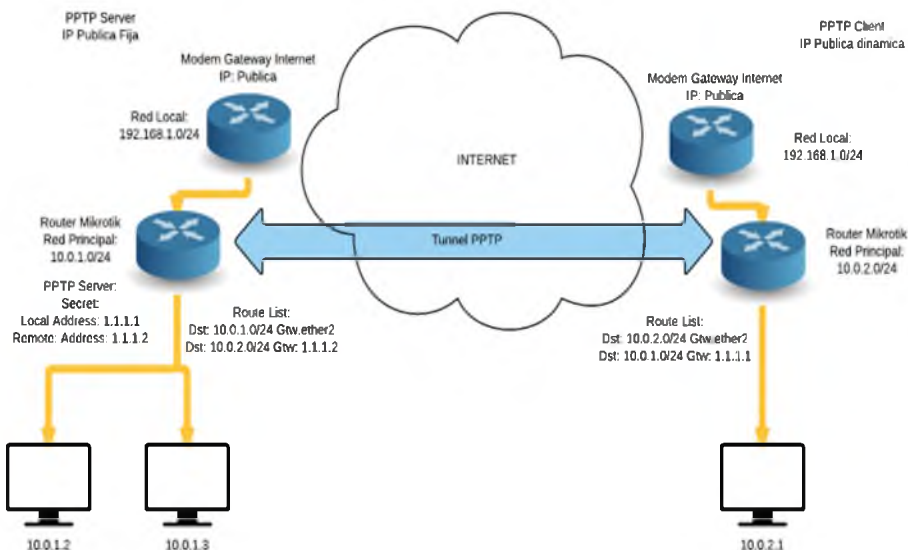 PPTP Server
IP Publica Fija
Modem Gateway Internet
IP: Publica
Red Local:
192.168.1.0/24
Router Mikrotik
Red Principal:
10.0.1.0/24
PPTP Server:
Secret:
Local Address: 1.1.1.1
Remote: Address: 1.1.1.2
Route List:
Dst: 10.0.1.0/24 Gtw.ether2
Dst: 10.0.2.0/24 Gtw: 1.1.1.2
10.0.1.2
10.0.1.3
INTERNET
Tunnel PPTP
PPTP Client
IP Publica dinamica
Modem Gateway Internet
IP: Publica
Red Local:
192.168.1.0/24
Router Mikrotik
Red Principal:
10.0.2.0/24
Route List:
Dst: 10.0.2.0/24 Gtw.ether2
Dst: 10.0.1.0/24 Gtw: 1.1.1.1
10.0.2.1